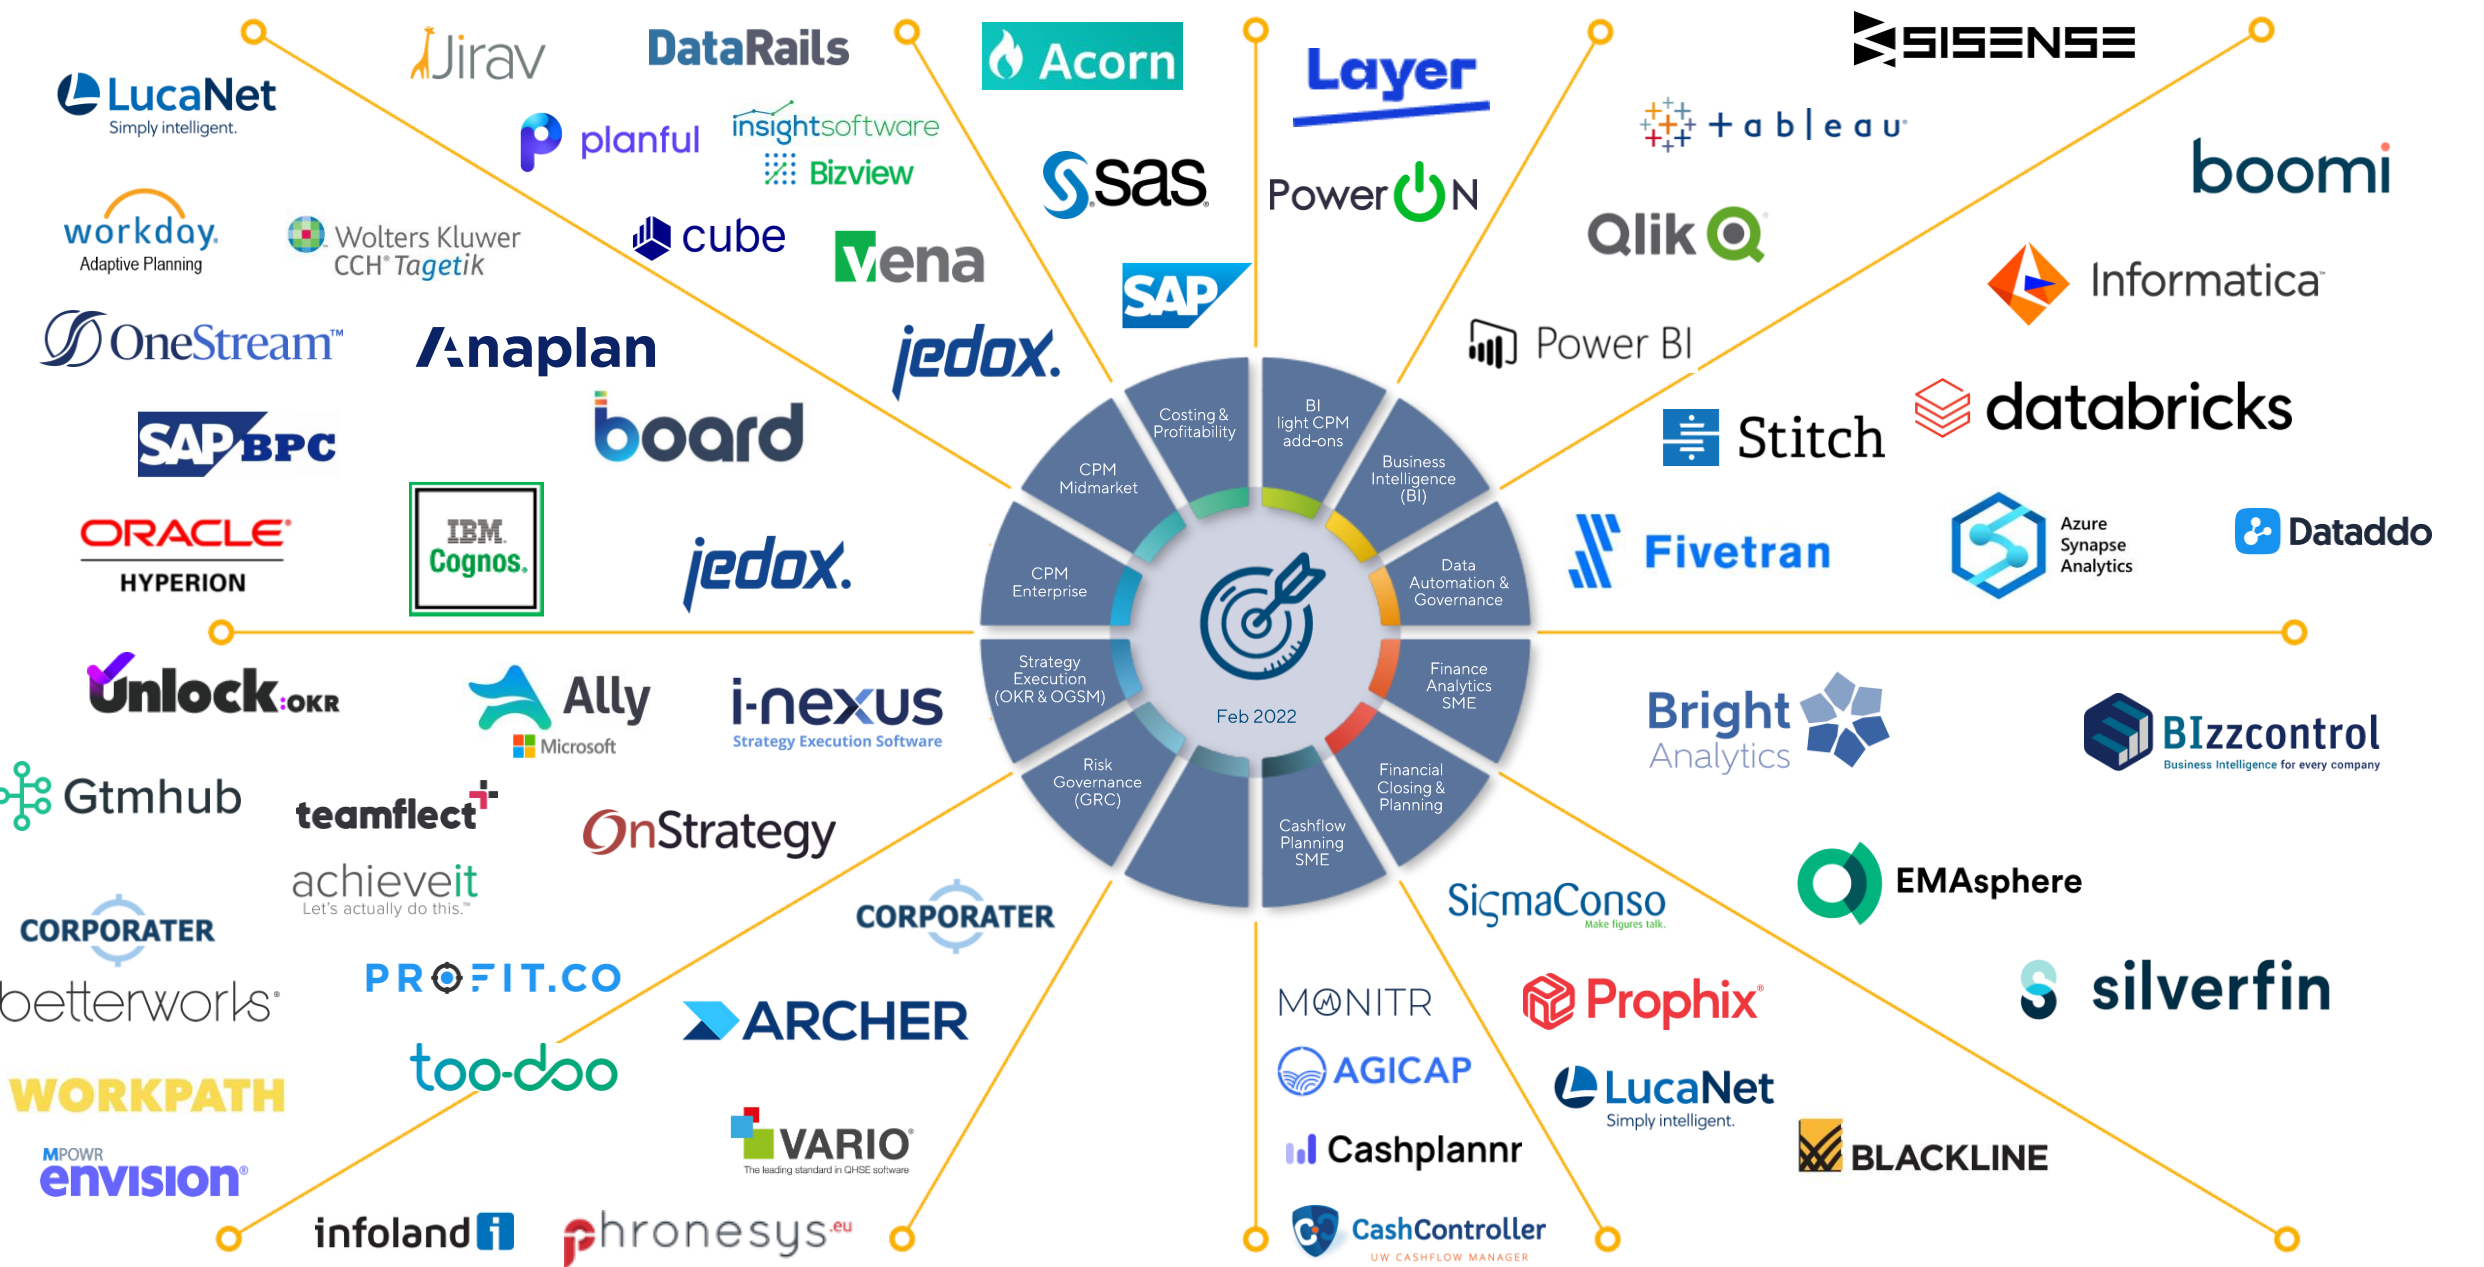 LucaNet
Simply intelligent.
workday.
Adaptive Planning
Wolters Kluwer
CCH® Tagetik
OneStream™
Anaplan
SAP BPC
board
ORACLE®
HYPERION
IBM.
Cognos.
jedox.
Jirav
DataRails
planful
insightsoftware
Bizview
cube
vena
jedox.
Acorn
sas
SAP
Layer
PowerON
SISENSE
tableau
Qlik
Power BI
boomi
Informatica
databricks
Stitch
Fivetran
Azure
Synapse
Analytics
Dataddo
Costing &
Profitability
BI
light CPM
add-ons
CPM
Midmarket
Business
Intelligence
(BI)
CPM
Enterprise
Data
Automation &
Governance
Strategy
Execution
(OKR & OGSM)
Finance
Analytics
SME
Risk
Governance
(GRC)
Financial
Closing &
Planning
Cashflow
Planning
SME
Feb 2022
Unlock:OKR
Ally
Microsoft
i-nexus
Strategy Execution Software
Gtmhub
teamflect
OnStrategy
achieveit
Let's actually do this.™
CORPORATER
betterworks®
PROFIT.CO
WORKPATH
too-doo
MPOWR
envision®
CORPORATER
ARCHER
VARIO®
The leading standard in QHSE software
infoland i
phronesys.eu
Bright
Analytics
BIzzcontrol
Business Intelligence for every company
EMAsphere
silverfin
SigmaConso
Make figures talk.
Prophix®
LucaNet
Simply intelligent.
BLACKLINE
MONITR
AGICAP
Cashplannr
CashController
UW CASHFLOW MANAGER